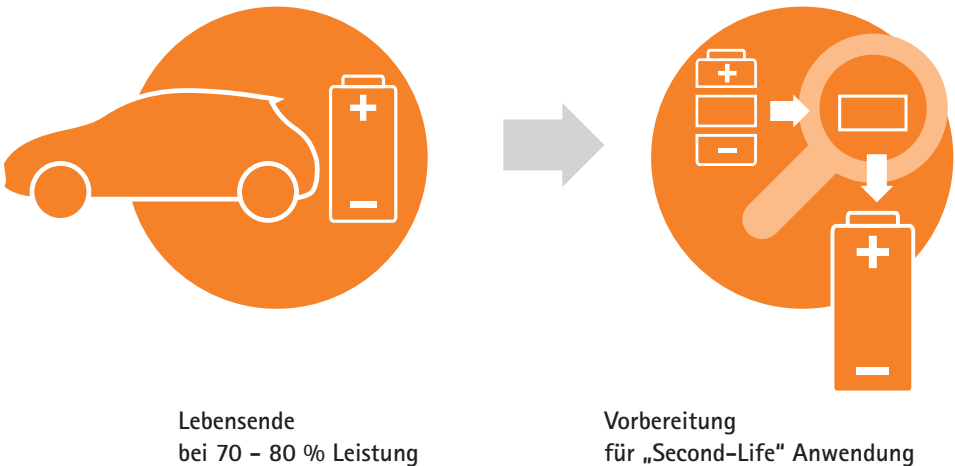 Lebensende
bei 70 – 80 % Leistung
Vorbereitung
für „Second-Life“ Anwendung